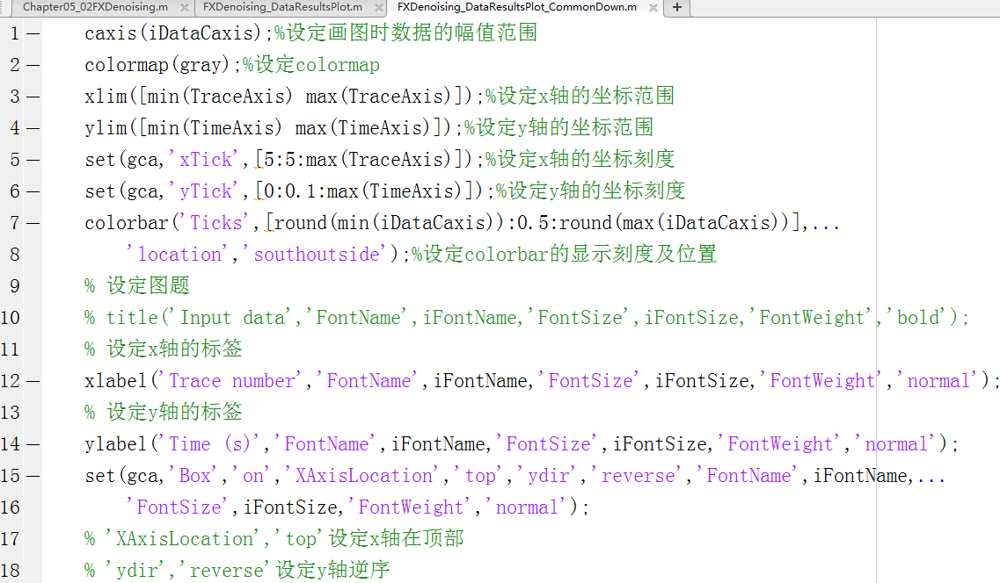 Chapter05_02FXDenoising.m × FXDenoising_DataResultsPlot.m × FXDenoising_DataResultsPlot_CommonDown.m × +
1 — caxis(iDataCaxis);%设定画图时数据的幅值范围
2 — colormap(gray);%设定colormap
3 — xlim([min(TraceAxis) max(TraceAxis)]);%设定x轴的坐标范围
4 — ylim([min(TimeAxis) max(TimeAxis)]);%设定y轴的坐标范围
5 — set(gca,'xTick',[5:5:max(TraceAxis)]);%设定x轴的坐标刻度
6 — set(gca,'yTick',[0:0.1:max(TimeAxis)]);%设定y轴的坐标刻度
7 — colorbar('Ticks',[round(min(iDataCaxis)):0.5:round(max(iDataCaxis))],...
8 'location','southoutside');%设定colorbar的显示刻度及位置
9 % 设定图题
10 % title('Input data','FontName',iFontName,'FontSize',iFontSize,'FontWeight','bold');
11 % 设定x轴的标签
12 — xlabel('Trace number','FontName',iFontName,'FontSize',iFontSize,'FontWeight','normal');
13 % 设定y轴的标签
14 — ylabel('Time (s)','FontName',iFontName,'FontSize',iFontSize,'FontWeight','normal');
15 — set(gca,'Box','on','XAxisLocation','top','ydir','reverse','FontName',iFontName,...
16 'FontSize',iFontSize,'FontWeight','normal');
17 % 'XAxisLocation','top'设定x轴在顶部
18 % 'ydir','reverse'设定y轴逆序